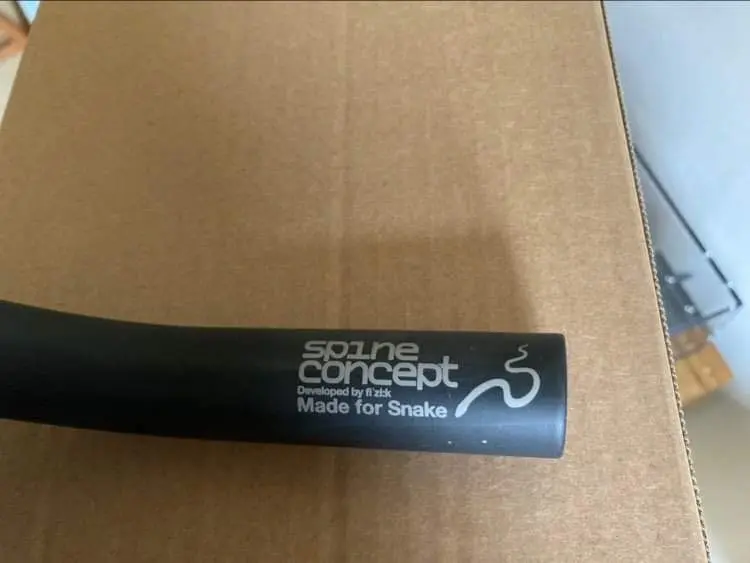 spine
concept
Developed by fi'zi:k
Made for Snake